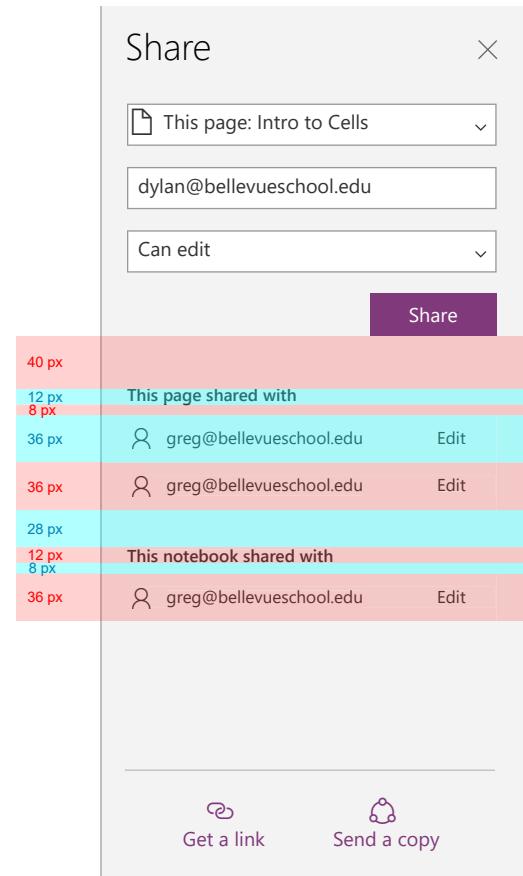 Share
This page: Intro to Cells
dylan@bellevueschool.edu
Can edit
Share
40 px
12 px This page shared with
8 px
36 px greg@bellevueschool.edu Edit
36 px greg@bellevueschool.edu Edit
28 px
12 px This notebook shared with
8 px
36 px greg@bellevueschool.edu Edit
Get a link Send a copy